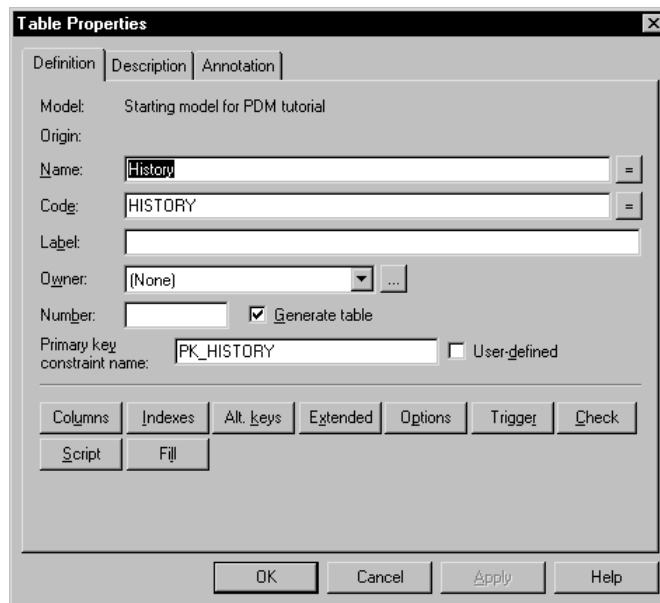 Table Properties
Definition Description Annotation
Model: Starting model for PDM tutorial
Origin:
Name: History =
Code: HISTORY =
Label:
Owner: (None) ...
Number: Generate table
Primary key
constraint name: PK_HISTORY User-defined
Columns Indexes Alt. keys Extended Options Trigger Check
Script Fill
OK Cancel Apply Help